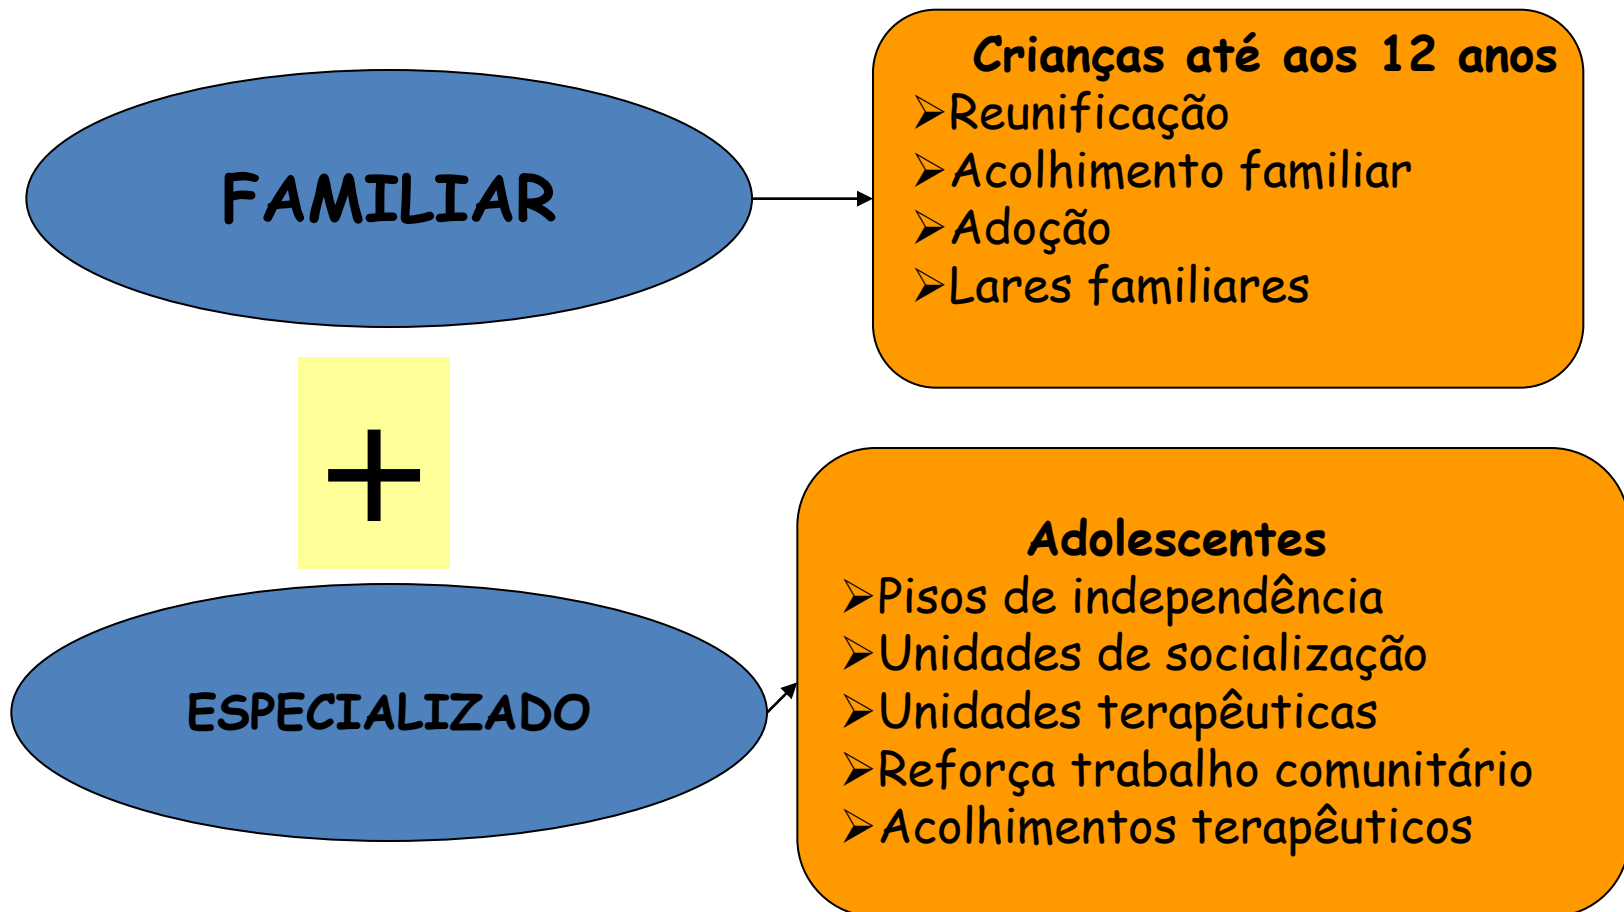 FAMILIAR
Crianças até aos 12 anos
➢Reunificação
➢Acolhimento familiar
➢Adoção
➢Lares familiares
+
ESPECIALIZADO
Adolescentes
➢Pisos de independência
➢Unidades de socialização
➢Unidades terapêuticas
➢Reforça trabalho comunitário
➢Acolhimentos terapêuticos